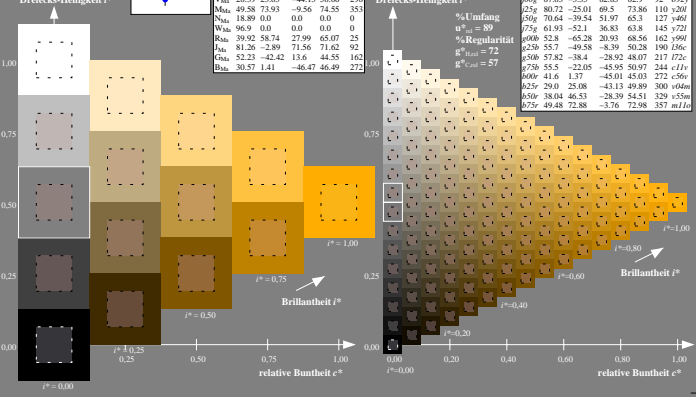 Dreiecks-Helligkeit t*
Dreiecks-Helligkeit t*
M_Ma 49.58 73.93 −9.56 74.55 353
N_Ma 18.89 0.0 0.0 0.0 0
W_Ma 96.9 0.0 0.0 0.0 0
R_Ma 39.92 58.74 27.99 65.07 25
J_Ma 81.26 −2.89 71.56 71.62 92
G_Ma 52.23 −42.42 13.6 44.55 162
B_Ma 30.57 1.41 −46.47 46.49 272
%Umfang
u*rel = 89
%Regularität
g*H,rel = 72
g*C,rel = 57
j25g 80.72 −25.01 69.5 73.86 110 y20l
j50g 70.64 −39.54 51.97 65.3 127 y46l
j75g 61.93 −52.1 36.83 63.8 145 y72l
g00b 52.8 −65.28 20.93 68.56 162 y99l
g25b 55.7 −49.58 −8.39 50.28 190 l36c
g50b 57.82 −38.4 −28.92 48.07 217 l72c
g75b 55.5 −22.05 −45.95 50.97 244 c11v
b00r 41.6 1.37 −45.01 45.03 272 c56v
b25r 29.0 25.08 −43.13 49.89 300 v04m
b50r 38.04 46.53 −28.39 54.51 329 v55m
b75r 49.48 72.88 −3.76 72.98 357 m11o
1,00
0,75
0,50
0,25
0,00
i* = 1,00
i* = 0,75
i* = 0,50
i* = 0,25
i* = 0,00
Brillantheit i*
0,25
0,50
0,75
1,00
relative Buntheit c*
1,00
0,75
0,50
0,25
0,00
i*=1,00
i*=0,80
i*=0,60
i*=0,40
i*=0,20
i*=0,00
Brillantheit i*
0,00
0,20
0,40
0,60
0,80
1,00
relative Buntheit c*